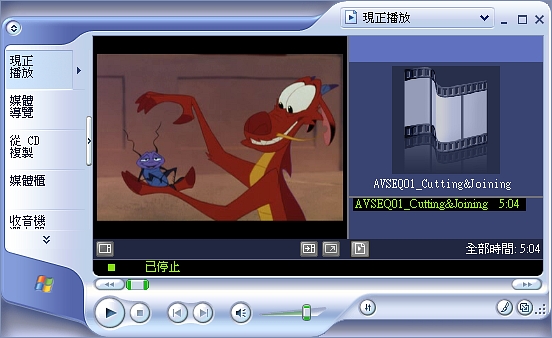 現正播放
現正
播放
媒體
導覽
從 CD
複製
媒體櫃
收音機
AVSEQ01_Cutting&Joining
AVSEQ01_Cutting&Joining 5:04
全部時間: 5:04
已停止